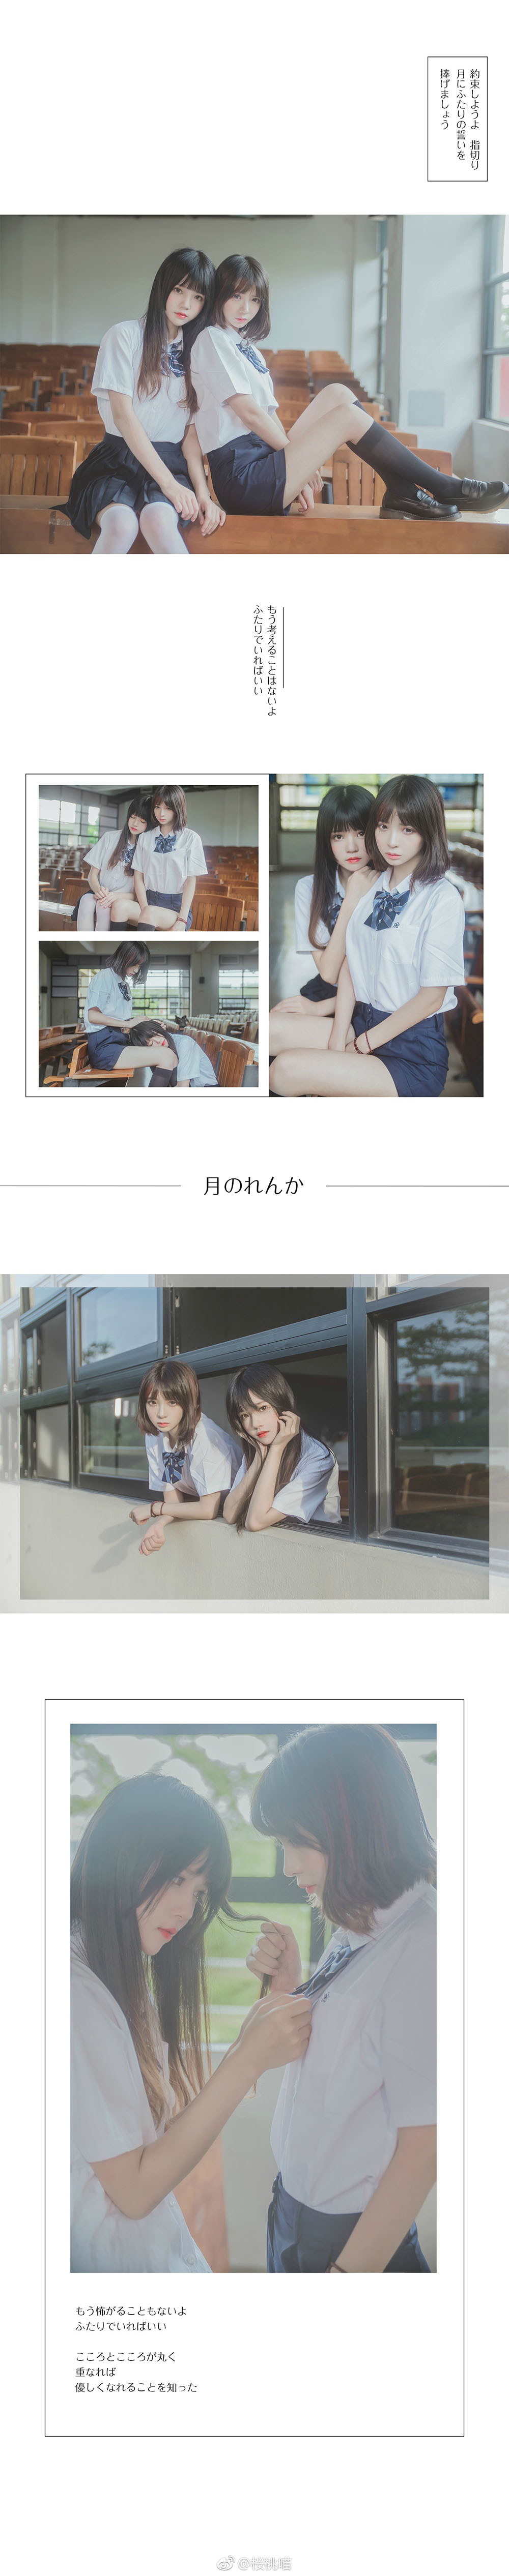 約束しようよ　指切り
月にふたりの誓いを
捧げましょう
もう考えることはないよ
ふたりでいればいい
月のれんか
もう怖がることもないよ
ふたりでいればいい
こころとこころが丸く
重なれば
優しくなれることを知った
@桜桃喵